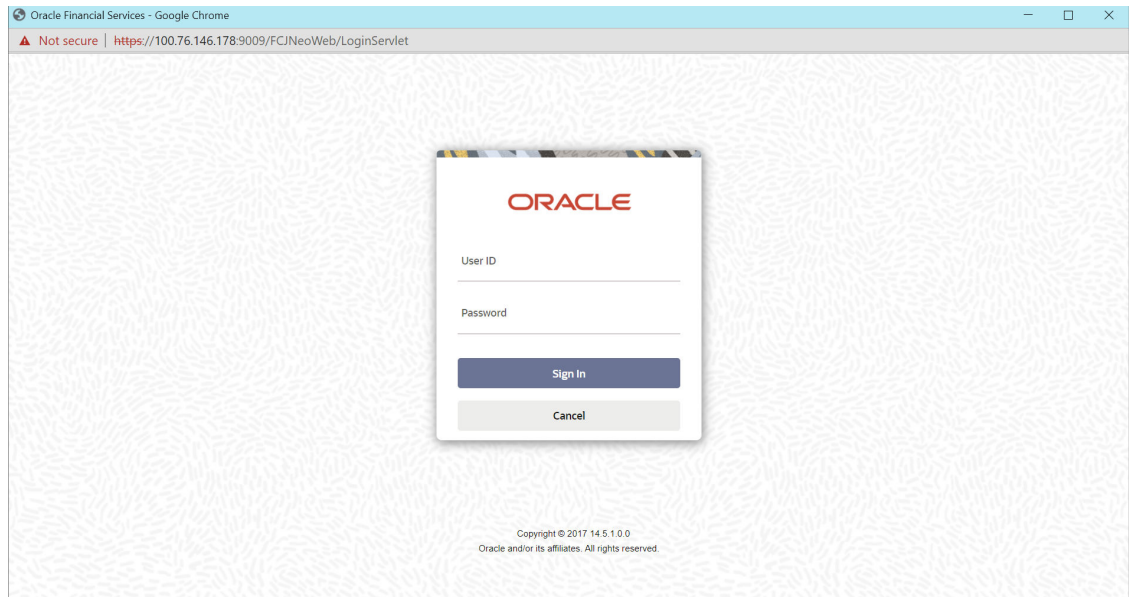 Oracle Financial Services - Google Chrome
Not secure | https://100.76.146.178:9009/FCJNeoWeb/LoginServlet
ORACLE
User ID
Password
Sign In
Cancel
Copyright © 2017 14.5.1.0.0
Oracle and/or its affiliates. All rights reserved.